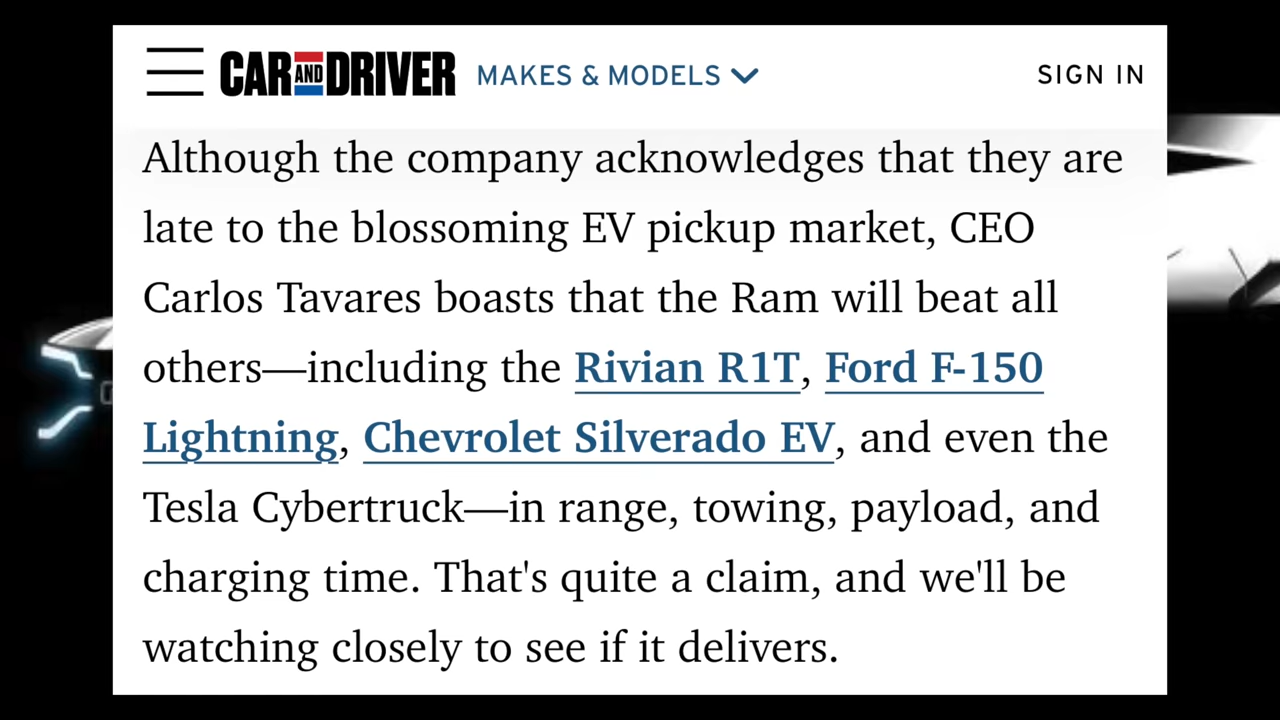 CAR AND DRIVER MAKES & MODELS SIGN IN
Although the company acknowledges that they are
late to the blossoming EV pickup market, CEO
Carlos Tavares boasts that the Ram will beat all
others—including the Rivian R1T, Ford F-150
Lightning, Chevrolet Silverado EV, and even the
Tesla Cybertruck—in range, towing, payload, and
charging time. That's quite a claim, and we'll be
watching closely to see if it delivers.